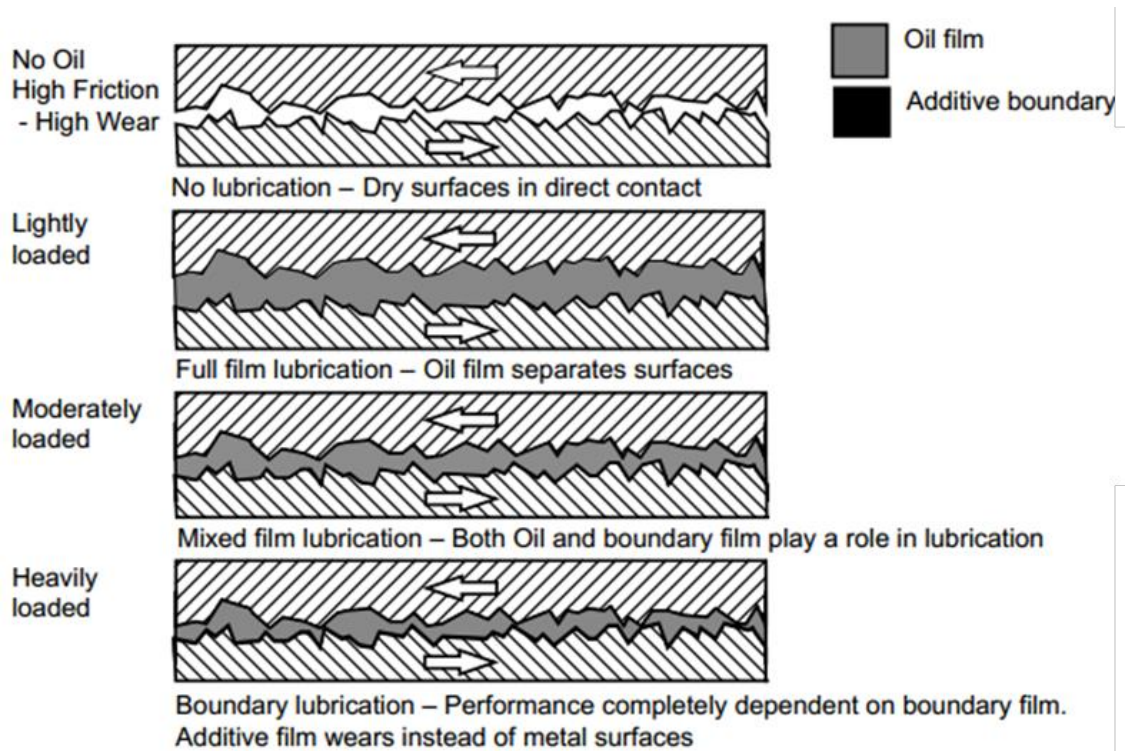 No Oil
High Friction
- High Wear
Oil film
Additive boundary
No lubrication – Dry surfaces in direct contact
Lightly
loaded
Full film lubrication – Oil film separates surfaces
Moderately
loaded
Mixed film lubrication – Both Oil and boundary film play a role in lubrication
Heavily
loaded
Boundary lubrication – Performance completely dependent on boundary film.
Additive film wears instead of metal surfaces